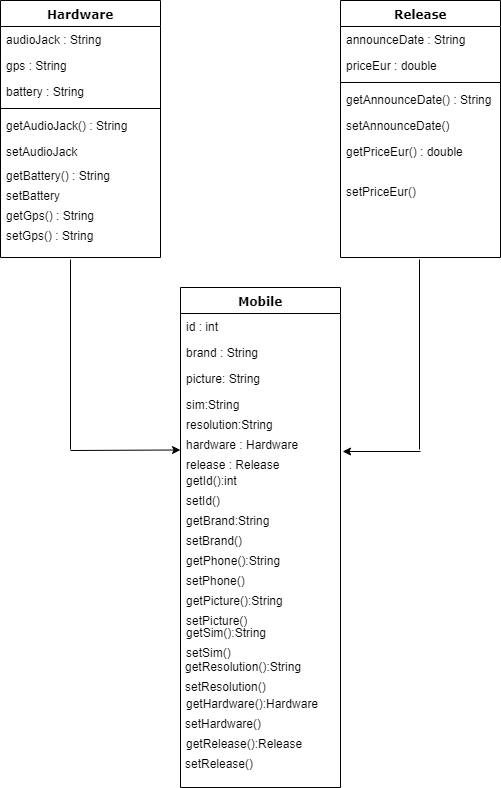 Hardware
audioJack : String
gps : String
battery : String
getAudioJack() : String
setAudioJack
getBattery() : String
setBattery
getGps() : String
setGps() : String
Release
announceDate : String
priceEur : double
getAnnounceDate() : String
setAnnounceDate()
getPriceEur() : double
setPriceEur()
Mobile
id : int
brand : String
picture: String
sim:String
resolution:String
hardware : Hardware
release : Release
getId():int
setId()
getBrand:String
setBrand()
getPhone():String
setPhone()
getPicture():String
setPicture()
getSim():String
setSim()
getResolution():String
setResolution()
getHardware():Hardware
setHardware()
getRelease():Release
setRelease()